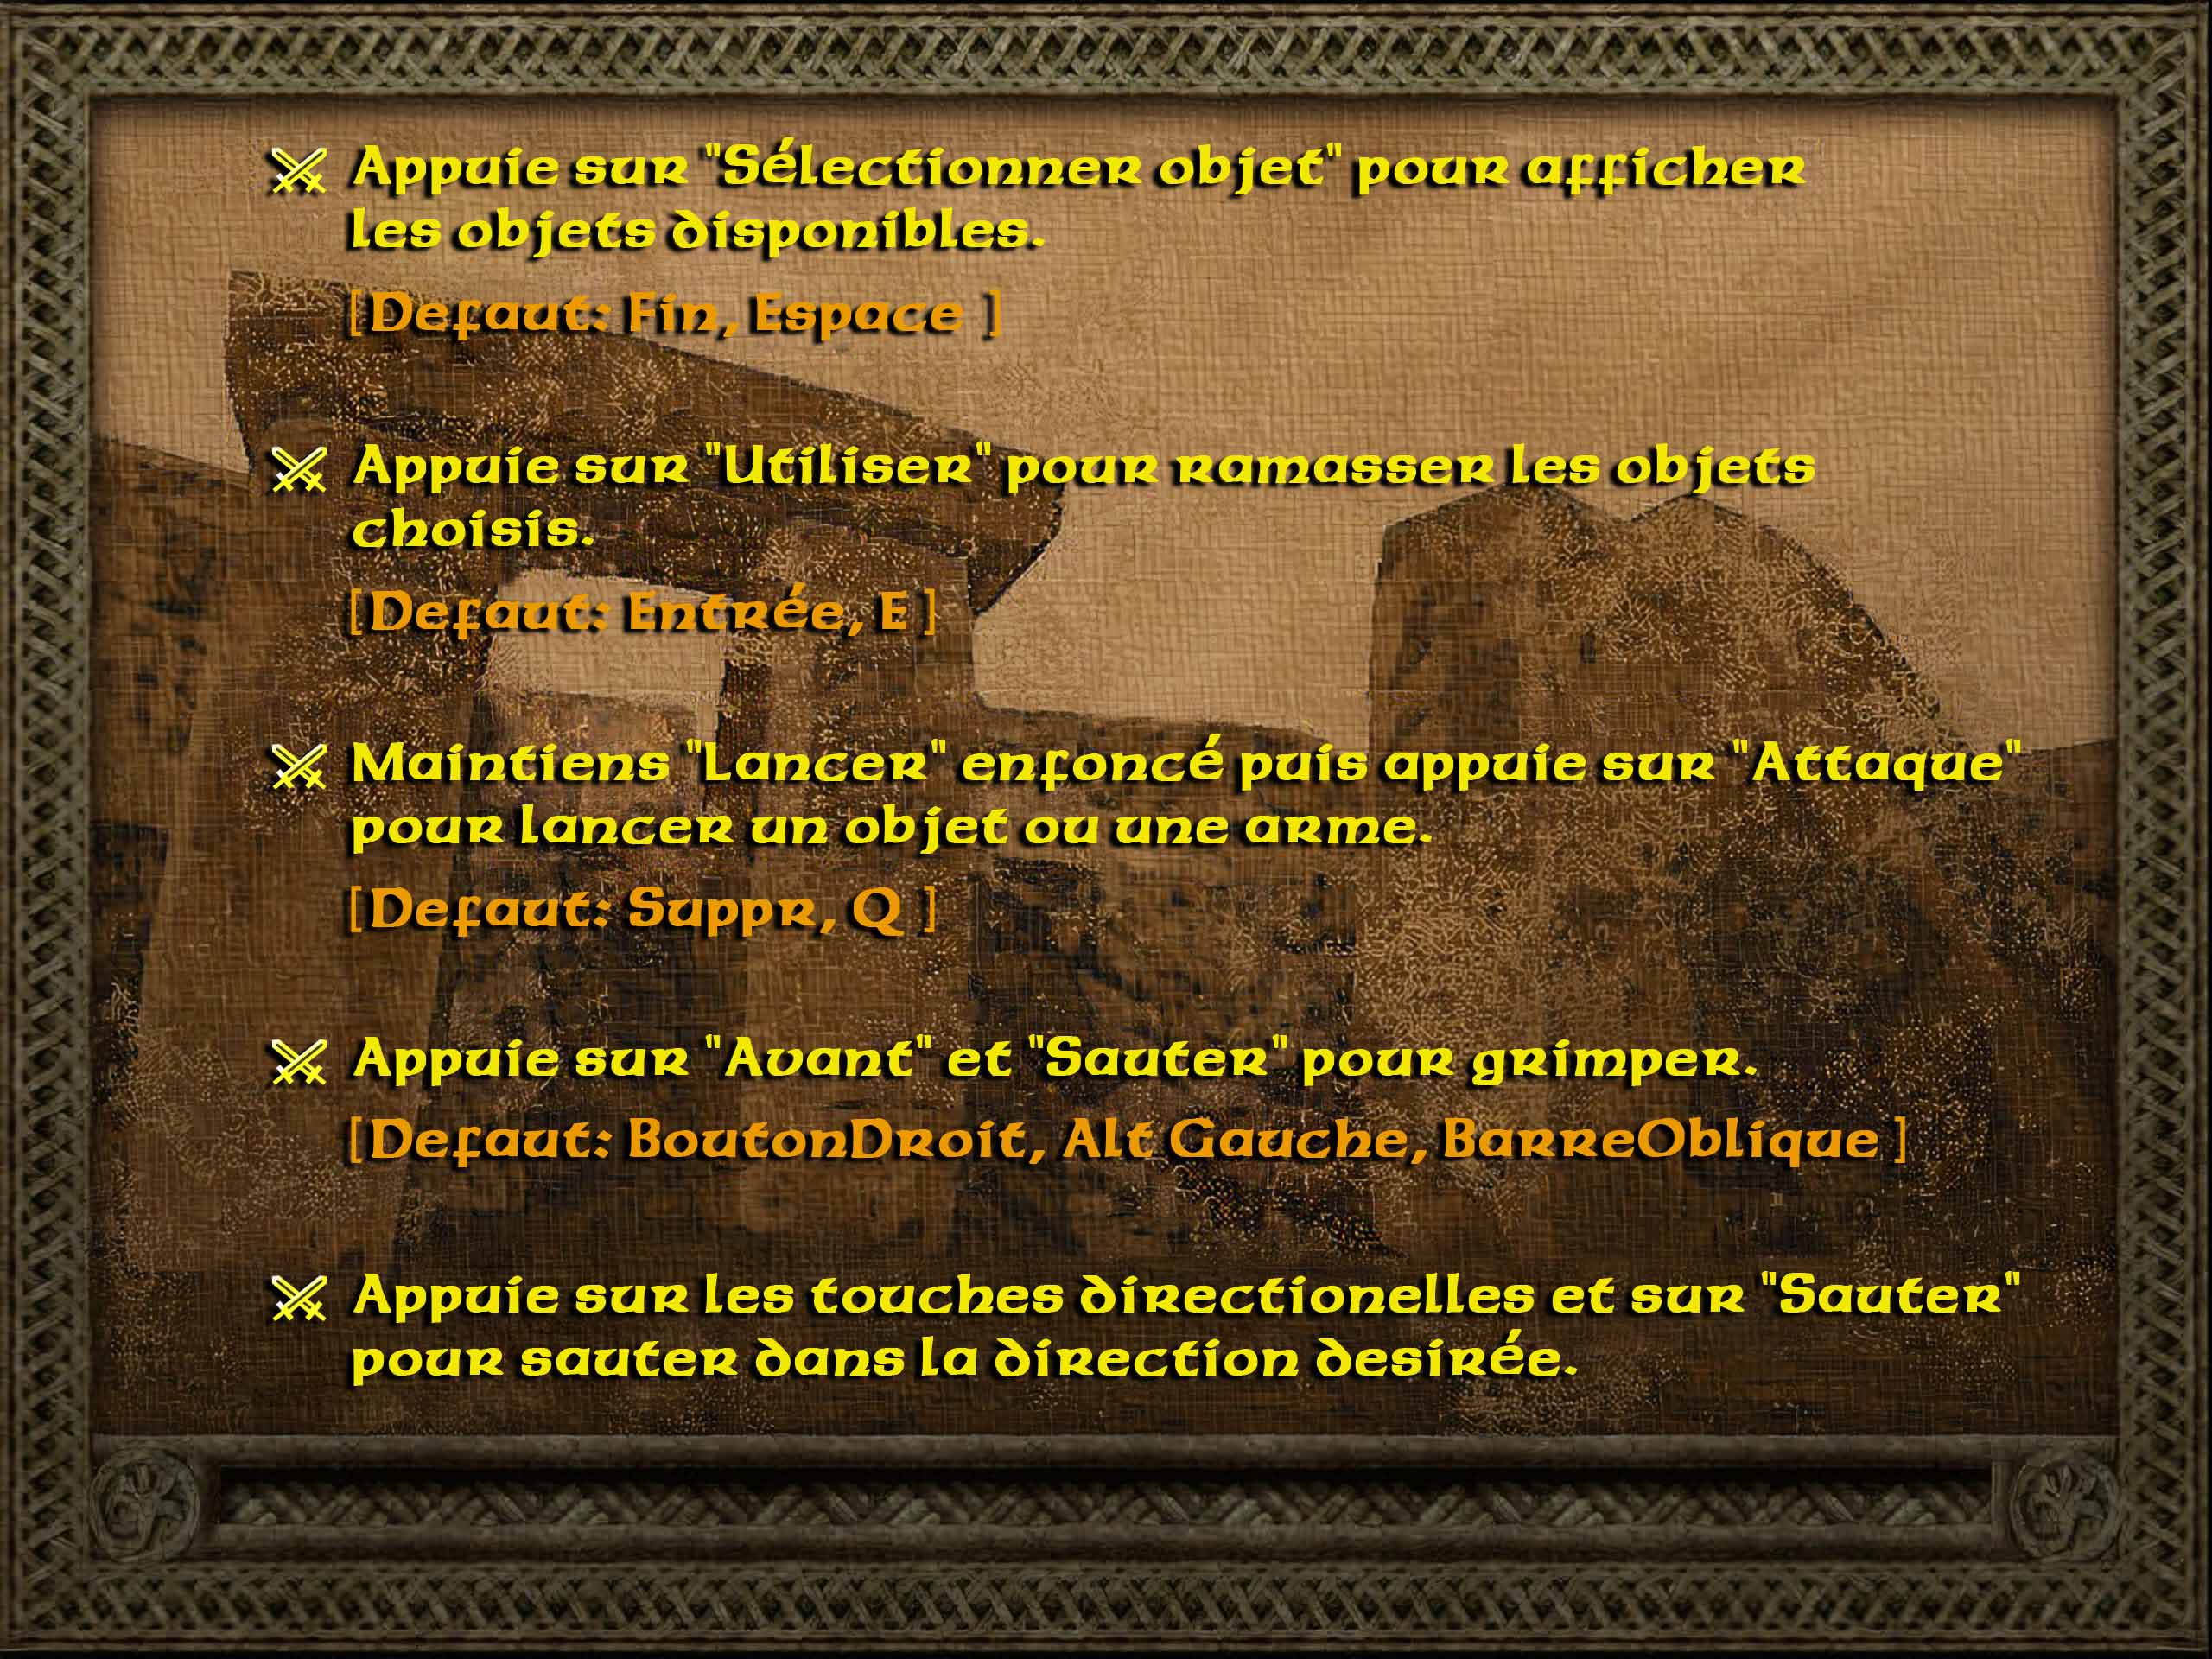 Appuie sur "Sélectionner objet" pour afficher
les objets disponibles.
[Defaut: Fin, Espace ]
Appuie sur "Utiliser" pour ramasser les objets
choisis.
[Defaut: Entrée, E ]
Maintiens "Lancer" enfoncé puis appuie sur "Attaque"
pour lancer un objet ou une arme.
[Defaut: Suppr, Q ]
Appuie sur "Avant" et "Sauter" pour grimper.
[Defaut: BoutonDroit, Alt Gauche, BarreOblique ]
Appuie sur les touches directionelles et sur "Sauter"
pour sauter dans la direction desirée.